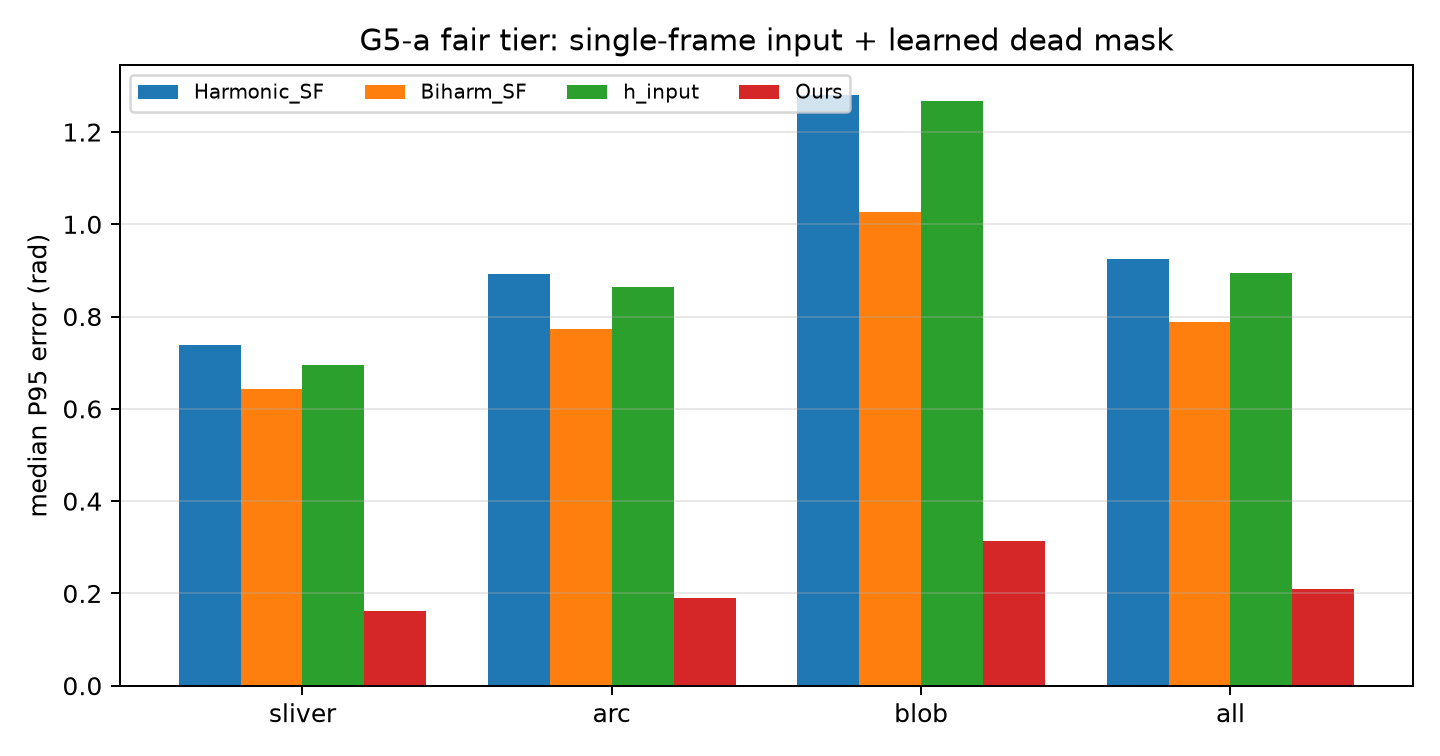 G5-a fair tier: single-frame input + learned dead mask
Harmonic_SF Biharm_SF h_input Ours
median P95 error (rad)
1.2
1.0
0.8
0.6
0.4
0.2
0.0
sliver arc blob all